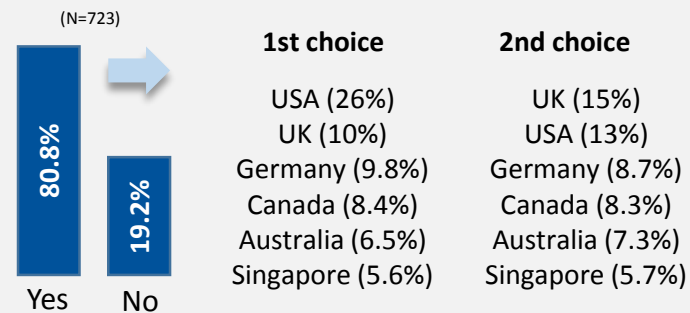 (N=723)
80.8%
19.2%
Yes
No
1st choice
USA (26%)
UK (10%)
Germany (9.8%)
Canada (8.4%)
Australia (6.5%)
Singapore (5.6%)
2nd choice
UK (15%)
USA (13%)
Germany (8.7%)
Canada (8.3%)
Australia (7.3%)
Singapore (5.7%)